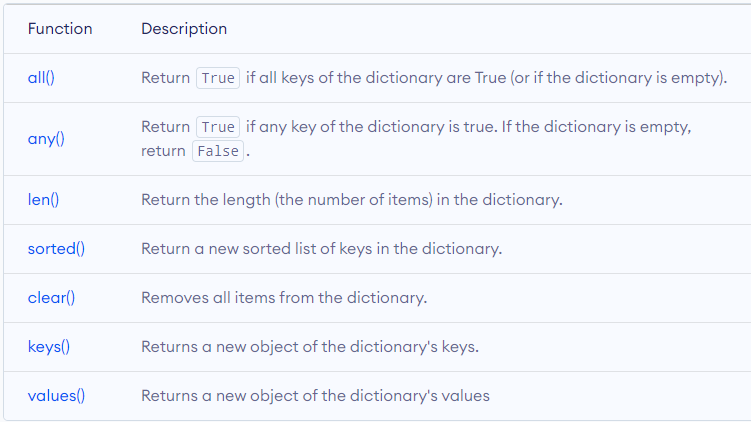 Function Description
all() Return True if all keys of the dictionary are True (or if the dictionary is empty).
any() Return True if any key of the dictionary is true. If the dictionary is empty,
return False.
len() Return the length (the number of items) in the dictionary.
sorted() Return a new sorted list of keys in the dictionary.
clear() Removes all items from the dictionary.
keys() Returns a new object of the dictionary's keys.
values() Returns a new object of the dictionary's values